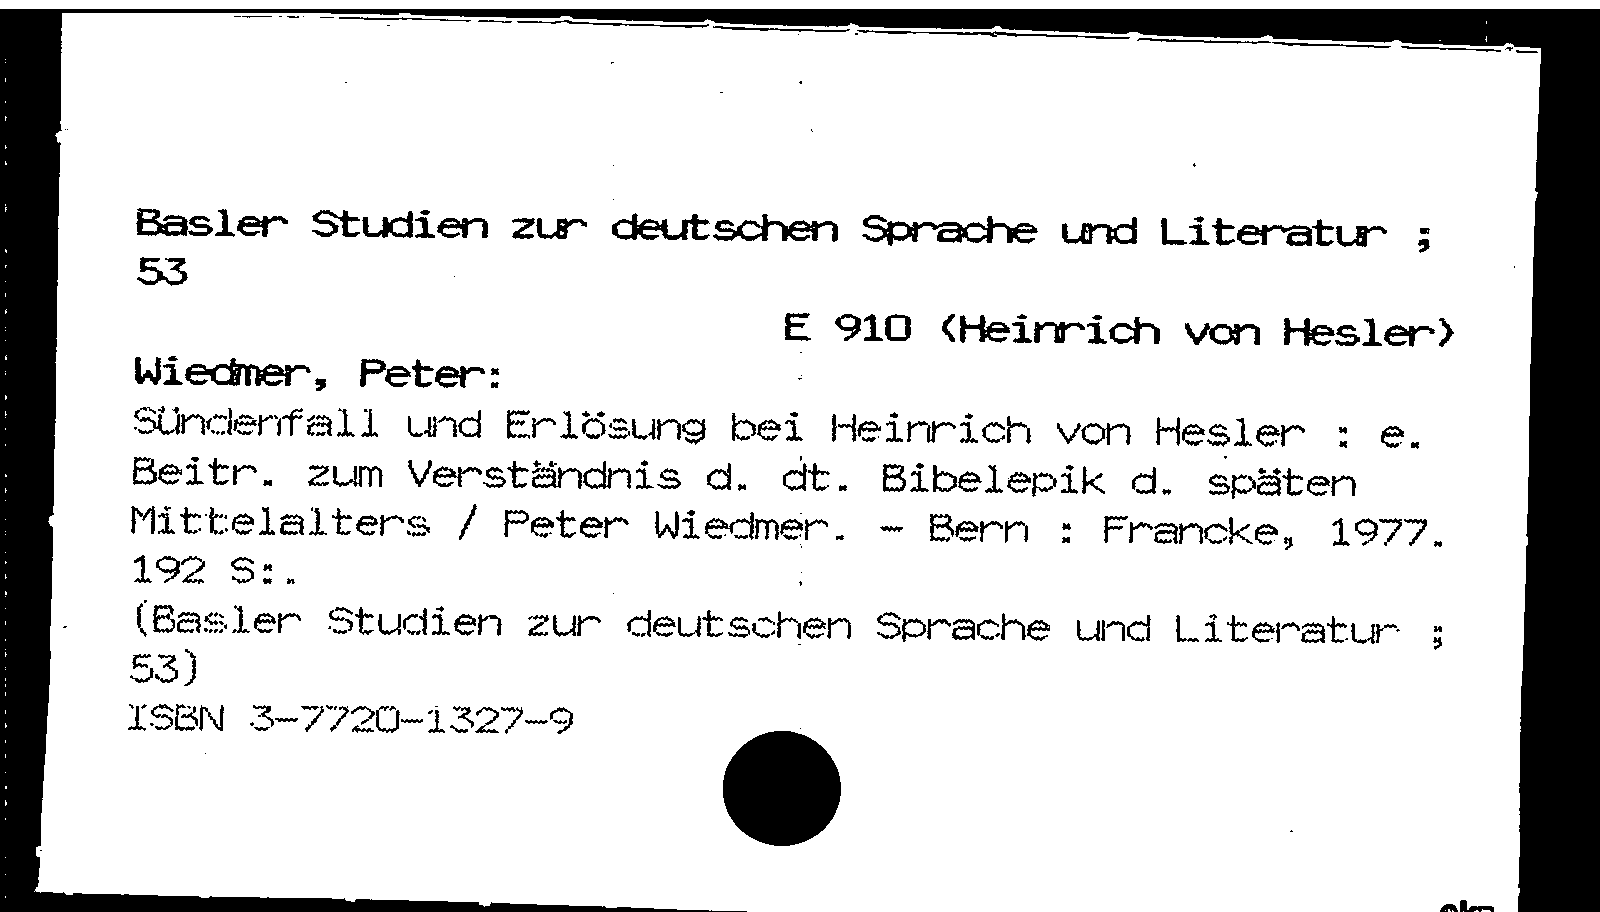 Basler Studien zur deutschen Sprache und Literatur ;
53
E 910 (Heinrich von Hesler)
Wiedmer, Peter:
Sündenfall und Erlösung bei Heinrich von Hesler : e.
Beitr. zum Verständnis d. dt. Bibelepik d. späten
Mittelalters / Peter Wiedmer. - Bern : Francke, 1977.
192 S:.
(Basler Studien zur deutschen Sprache und Literatur ;
53)
ISBN 3-7720-1327-9